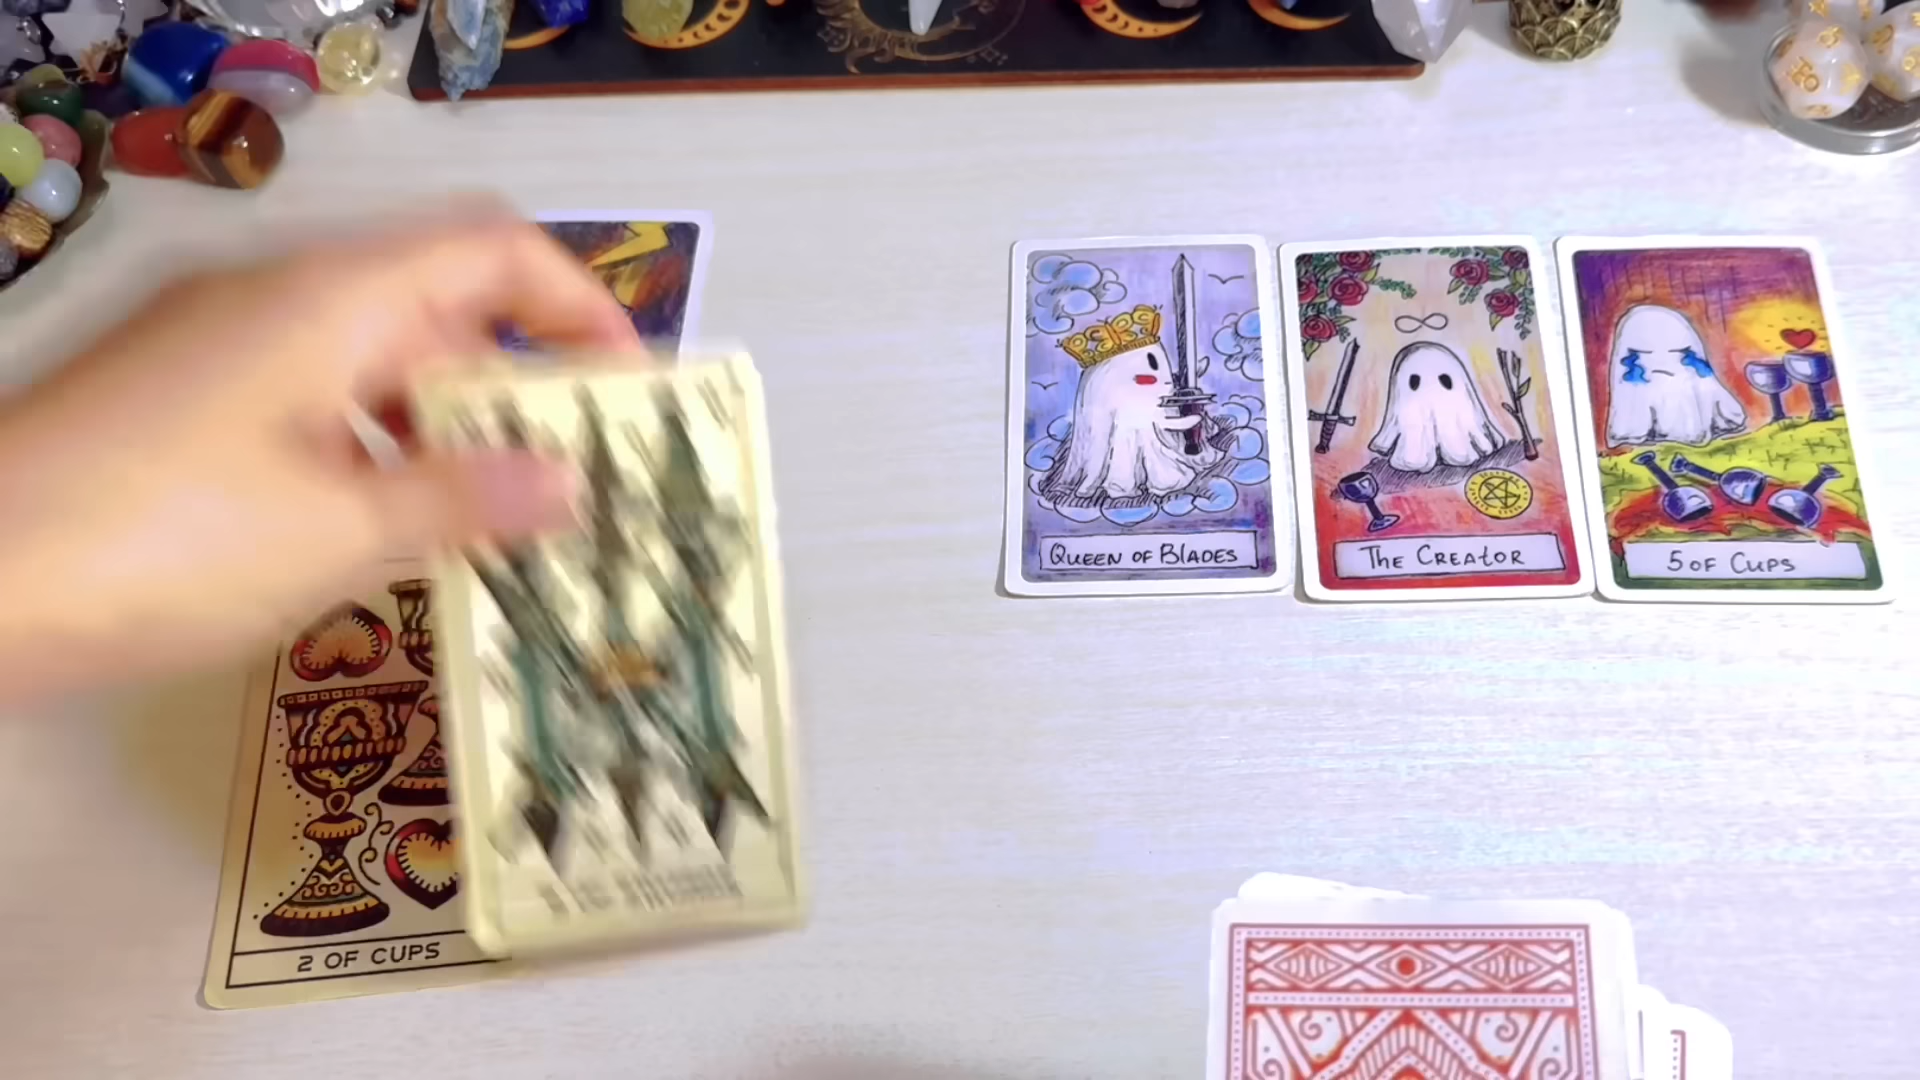 QUEEN OF BLADES
THE CREATOR
5 OF CUPS
2 OF CUPS